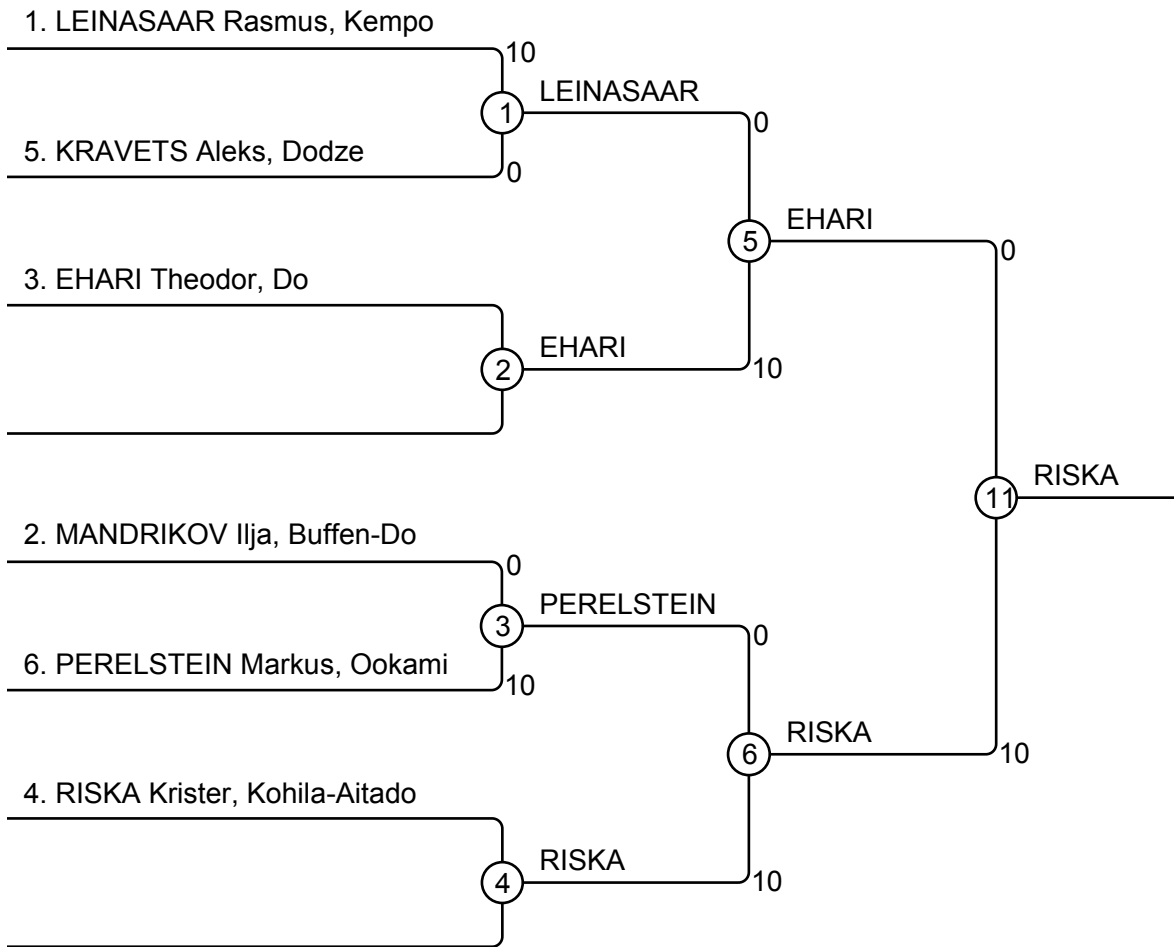 1. LEINASAAR Rasmus, Kempo
10
1
LEINASAAR
0
5. KRAVETS Aleks, Dodze
0
5
EHARI
0
3. EHARI Theodor, Do
2
EHARI
10
11
RISKA
2. MANDRIKOV Ilja, Buffen-Do
0
3
PERELSTEIN
0
6. PERELSTEIN Markus, Ookami
10
6
RISKA
10
4. RISKA Krister, Kohila-Aitado
4
RISKA
10